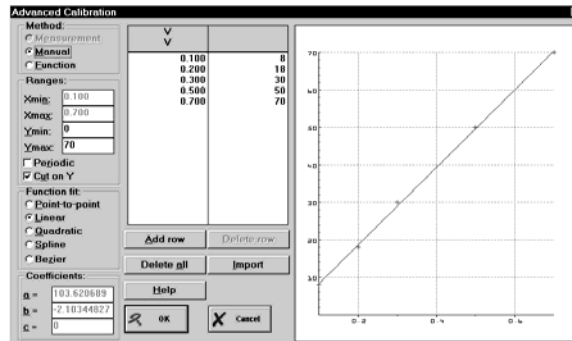 Advanced Calibration
Method:
Measurement
Manual
Function
Ranges:
Xmin: 0.100
Xmax: 0.700
Ymin: 0
Ymax: 70
Periodic
Cut on Y
Function fit:
Point-to-point
Linear
Quadratic
Spline
Bezier
Coefficients:
a = 103.620689
b = -2.10344827
c = 0
V
V
0.100 8
0.200 18
0.300 30
0.500 50
0.700 70
Add row Delete row
Delete all Import
Help
OK Cancel
70
60
50
40
30
20
10
0.2 0.4 0.6